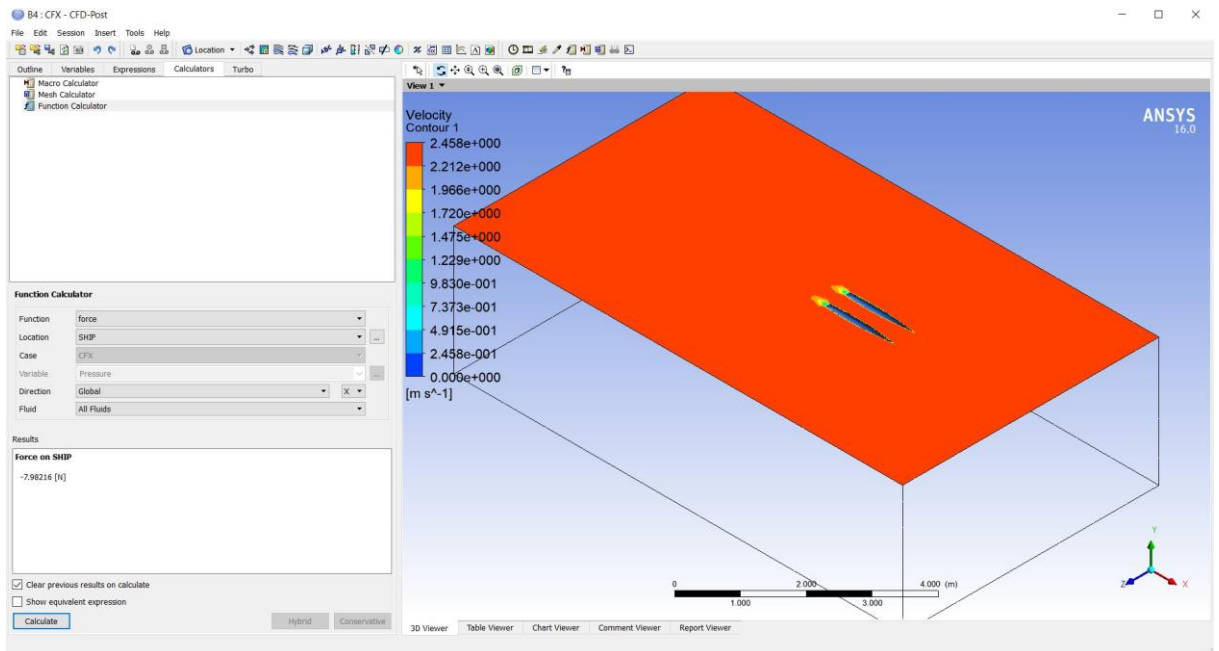 B4 : CFX - CFD-Post
File Edit Session Insert Tools Help
Location
Outline Variables Expressions Calculators Turbo
Macro Calculator
Mesh Calculator
Function Calculator
Function Calculator
Function force
Location SHIP
Case CFX
Variable Pressure
Direction Global X
Fluid All Fluids
Results
Force on SHIP
-7.98216 [N]
Clear previous results on calculate
Show equivalent expression
Calculate Hybrid Conservative
View 1
Velocity
Contour 1
2.458e+000
2.212e+000
1.966e+000
1.720e+000
1.475e+000
1.229e+000
9.830e-001
7.373e-001
4.915e-001
2.458e-001
0.000e+000
[m s^-1]
ANSYS
16.0
Y
Z X
0 2.000 4.000 (m)
1.000 3.000
3D Viewer Table Viewer Chart Viewer Comment Viewer Report Viewer